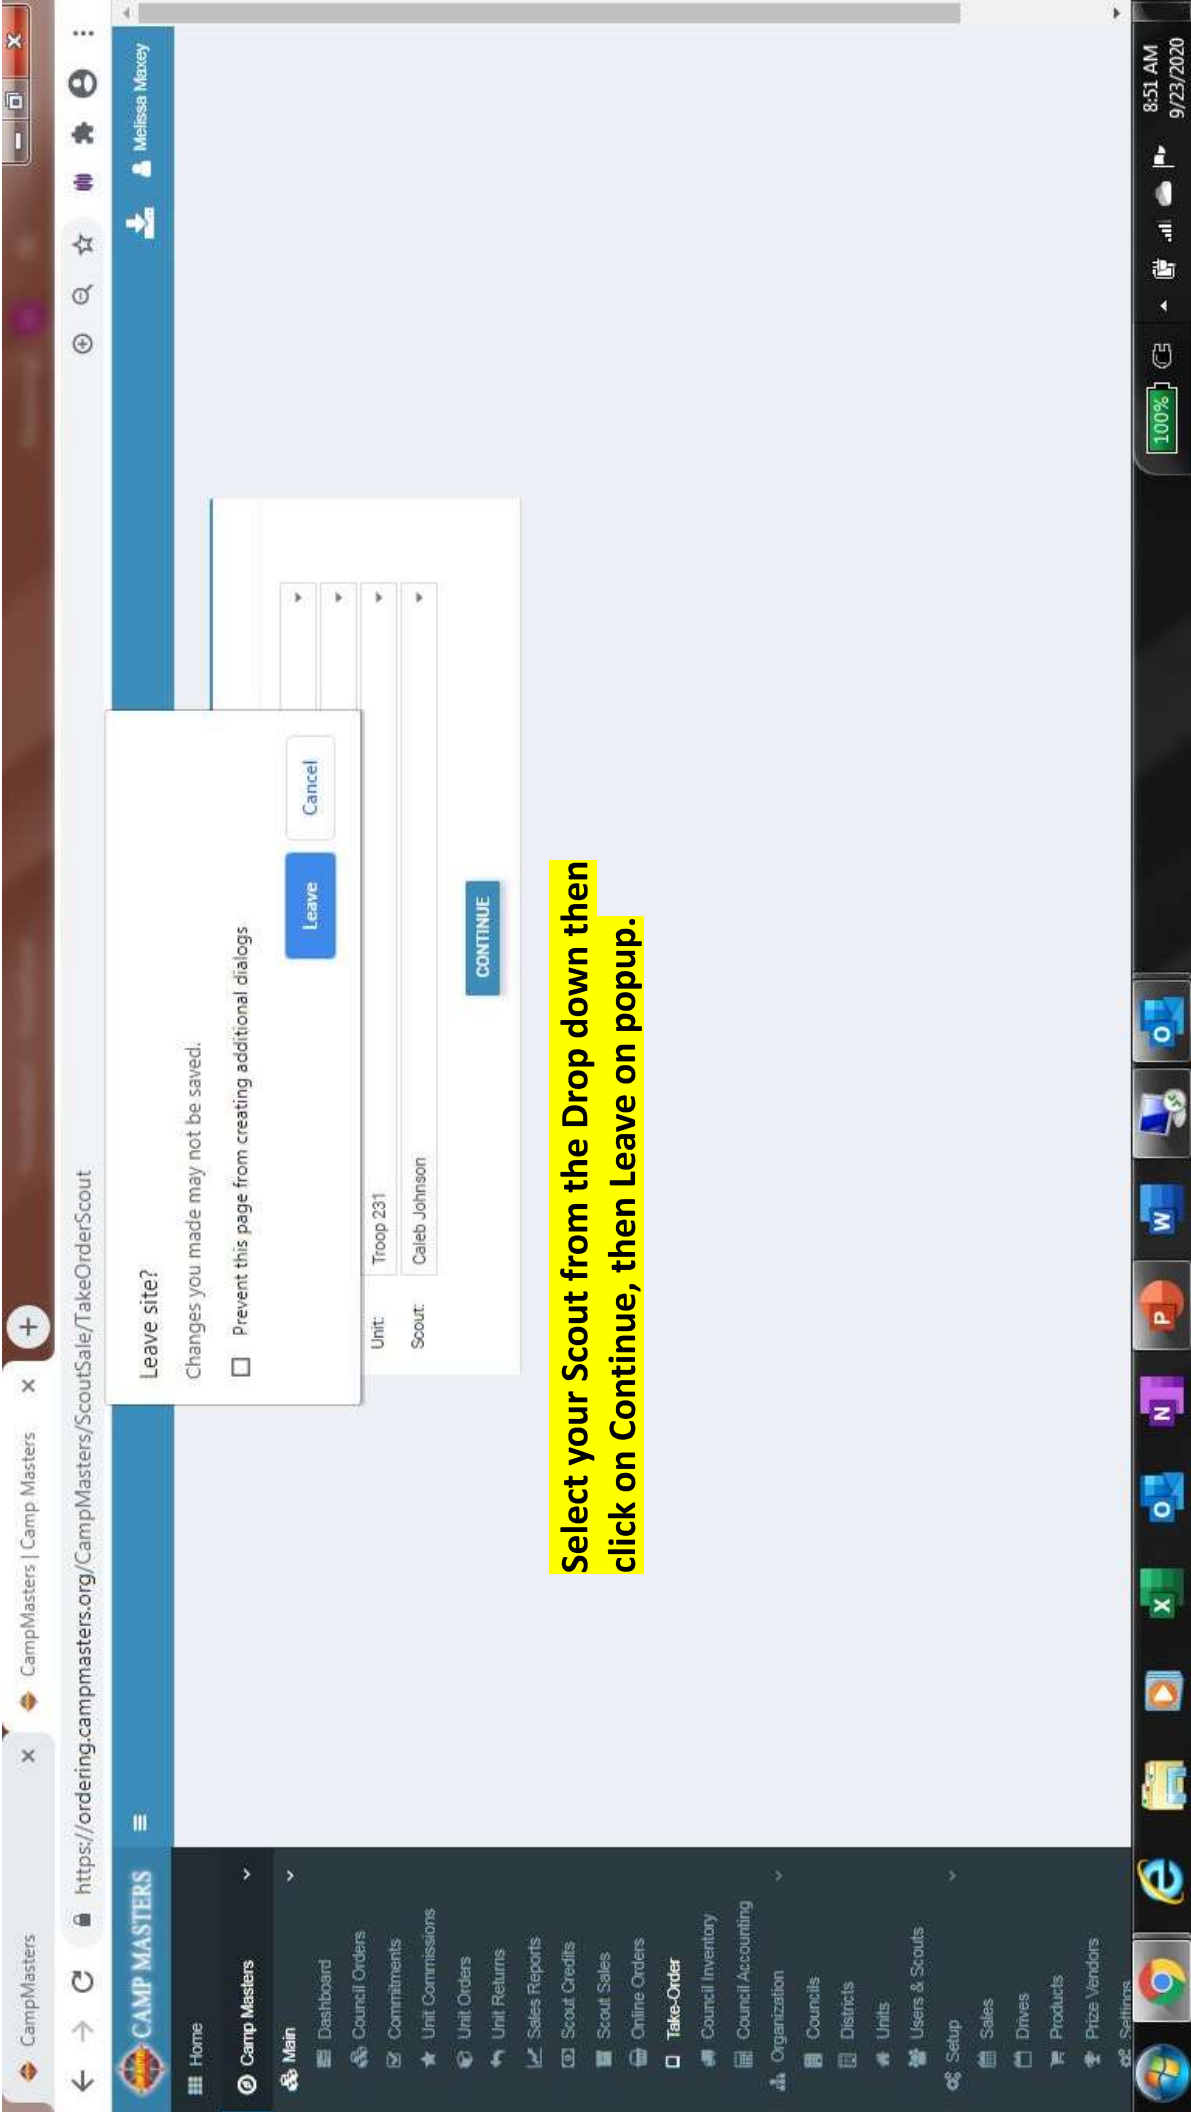 CampMasters
CampMasters | Camp Masters
https://ordering.campmasters.org/CampMasters/ScoutSale/TakeOrderScout
CAMP MASTERS
Melissa Maxey
Leave site?
Changes you made may not be saved.
Prevent this page from creating additional dialogs
Leave
Cancel
Unit:
Troop 231
Scout:
Caleb Johnson
CONTINUE
Select your Scout from the Drop down then
click on Continue, then Leave on popup.
Home
Camp Masters
Main
Dashboard
Council Orders
Commitments
Unit Commissions
Unit Orders
Unit Returns
Sales Reports
Scout Credits
Scout Sales
Online Orders
Take-Order
Council Inventory
Council Accounting
Organization
Councils
Districts
Units
Users & Scouts
Setup
Sales
Drives
Products
Prize Vendors
Settings
100%
8:51 AM
9/23/2020